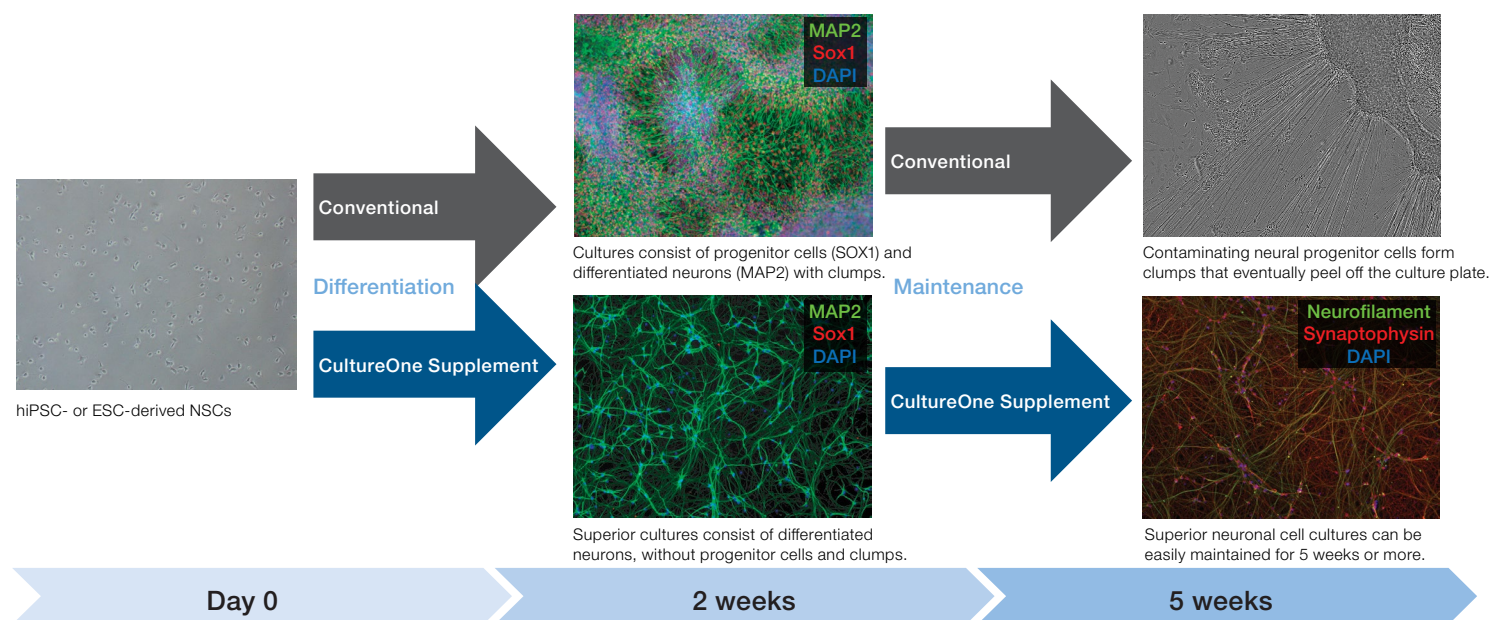 hiPSC- or ESC-derived NSCs
Conventional
Differentiation
CultureOne Supplement
MAP2
Sox1
DAPI
Cultures consist of progenitor cells (SOX1) and
differentiated neurons (MAP2) with clumps.
MAP2
Sox1
DAPI
Superior cultures consist of differentiated
neurons, without progenitor cells and clumps.
Conventional
Maintenance
CultureOne Supplement
Contaminating neural progenitor cells form
clumps that eventually peel off the culture plate.
Neurofilament
Synaptophysin
DAPI
Superior neuronal cell cultures can be
easily maintained for 5 weeks or more.
Day 0
2 weeks
5 weeks